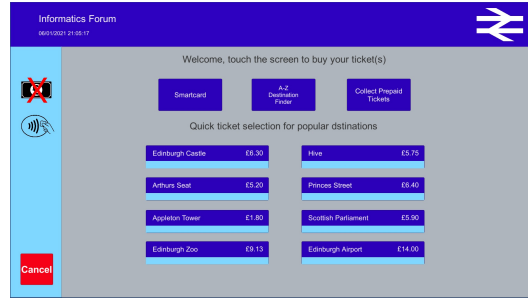 Informatics Forum
06/01/2021 21:05:17
Welcome, touch the screen to buy your ticket(s)
Smartcard
A-Z
Destination
Finder
Collect Prepaid
Tickets
Quick ticket selection for popular dstinations
Edinburgh Castle £6.30
Hive £5.75
Arthurs Seat £5.20
Princes Street £6.40
Appleton Tower £1.80
Scottish Parliament £5.90
Edinburgh Zoo £9.13
Edinburgh Airport £14.00
Cancel